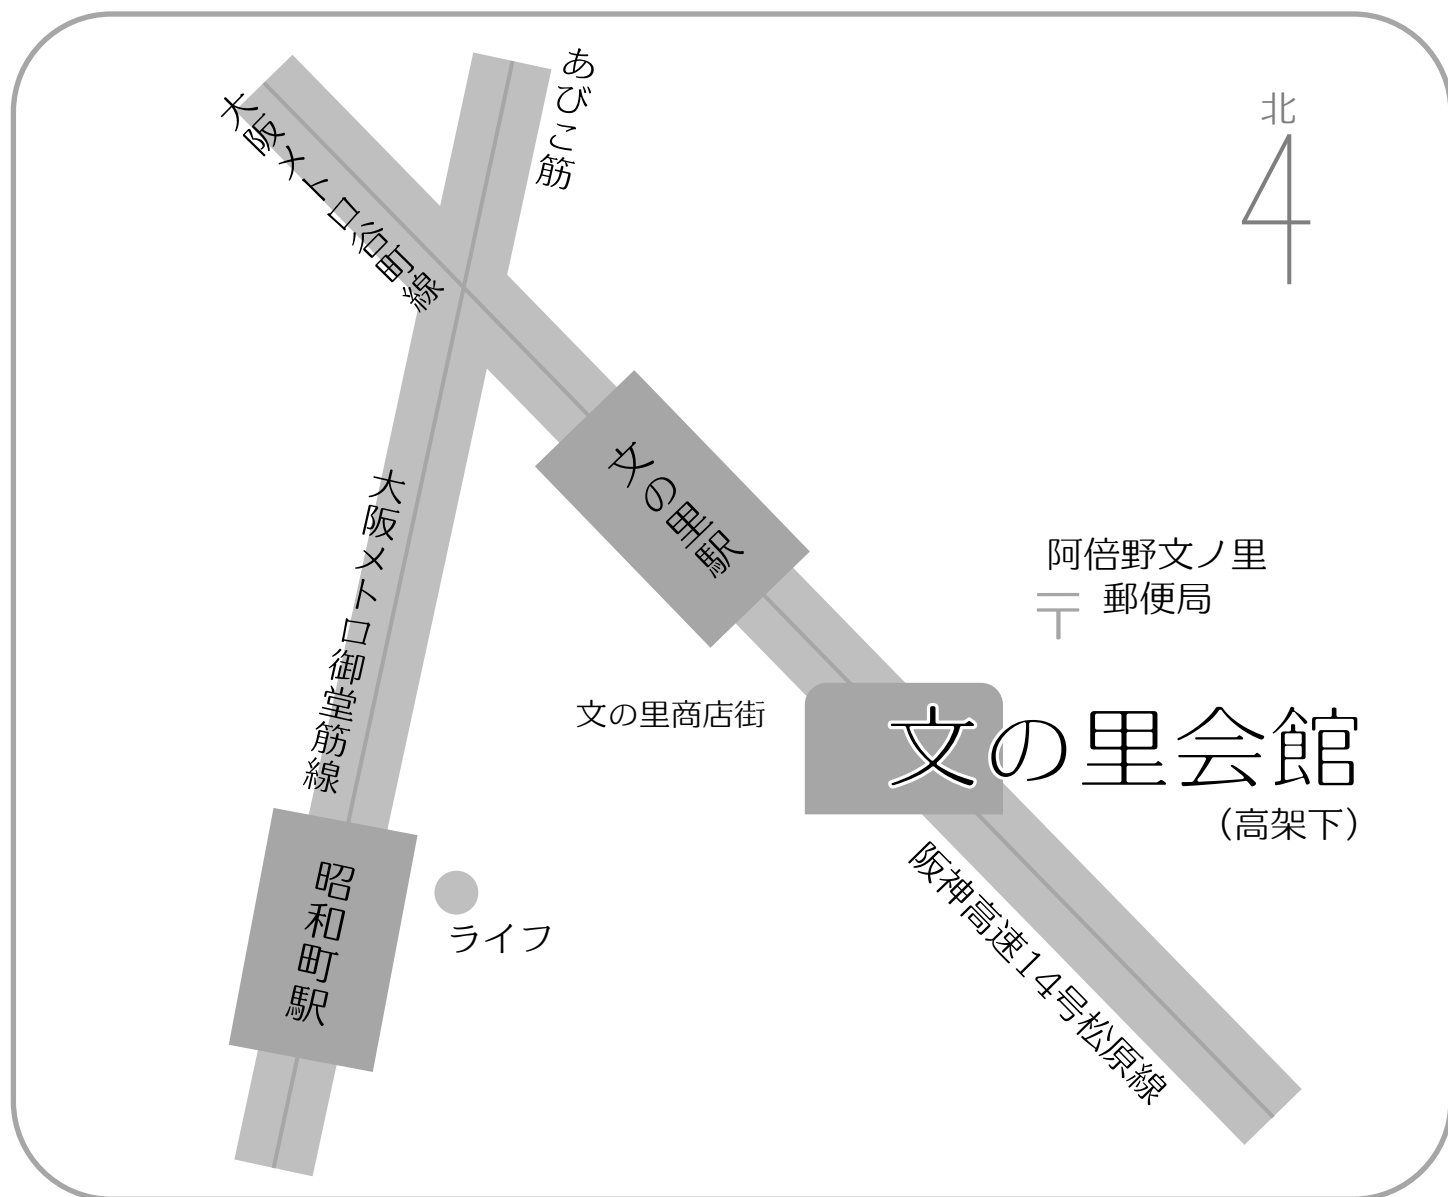 あびこ筋
北
大阪メトロ谷町線
文の里駅
大阪メトロ御堂筋線
阿倍野文ノ里
郵便局
文の里商店街
文の里会館
（高架下）
阪神高速14号松原線
昭和町駅
ライフ